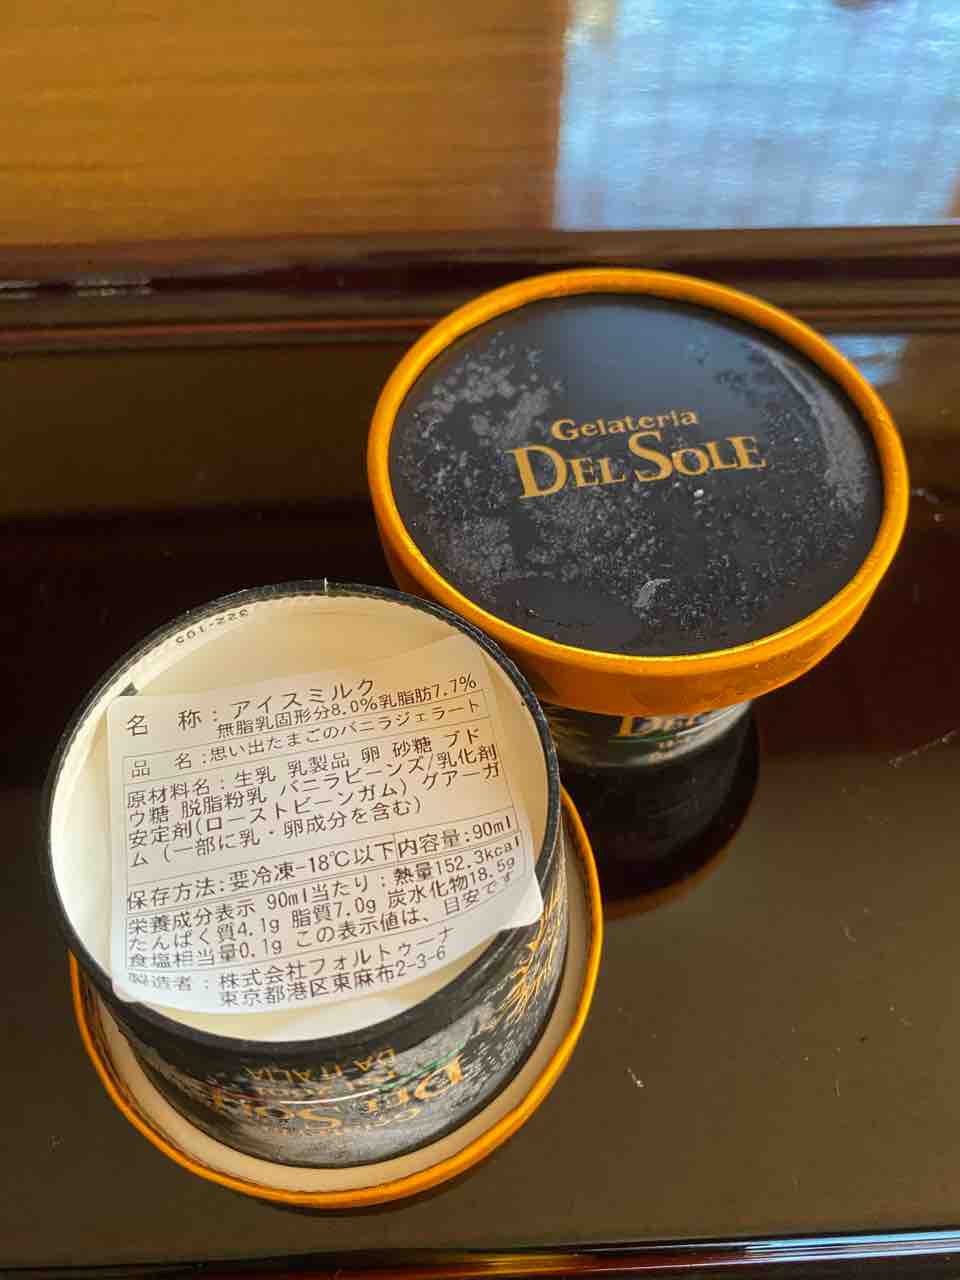 Gelateria
DEL SOLE
322-105
名 称:アイスミルク
無脂乳固形分8.0%乳脂肪7.7%
品 名:思い出たまごのバニラジェラート
原材料名:生乳 乳製品 卵 砂糖 ブド
ウ糖 脱脂粉乳 バニラビーンズ/乳化剤
安定剤(ローストビーンガム) グアーガ
ム (一部に乳・卵成分を含む)
保存方法:要冷凍-18℃以下 内容量:90ml
栄養成分表示 90ml当たり:熱量152.3kcal
たんぱく質4.1g 脂質7.0g 炭水化物18.5g
食塩相当量0.1g この表示値は、目安です
製造者:株式会社フォルトゥーナ
東京都港区東麻布2-3-6
DEL SOLE
DA ITALIA